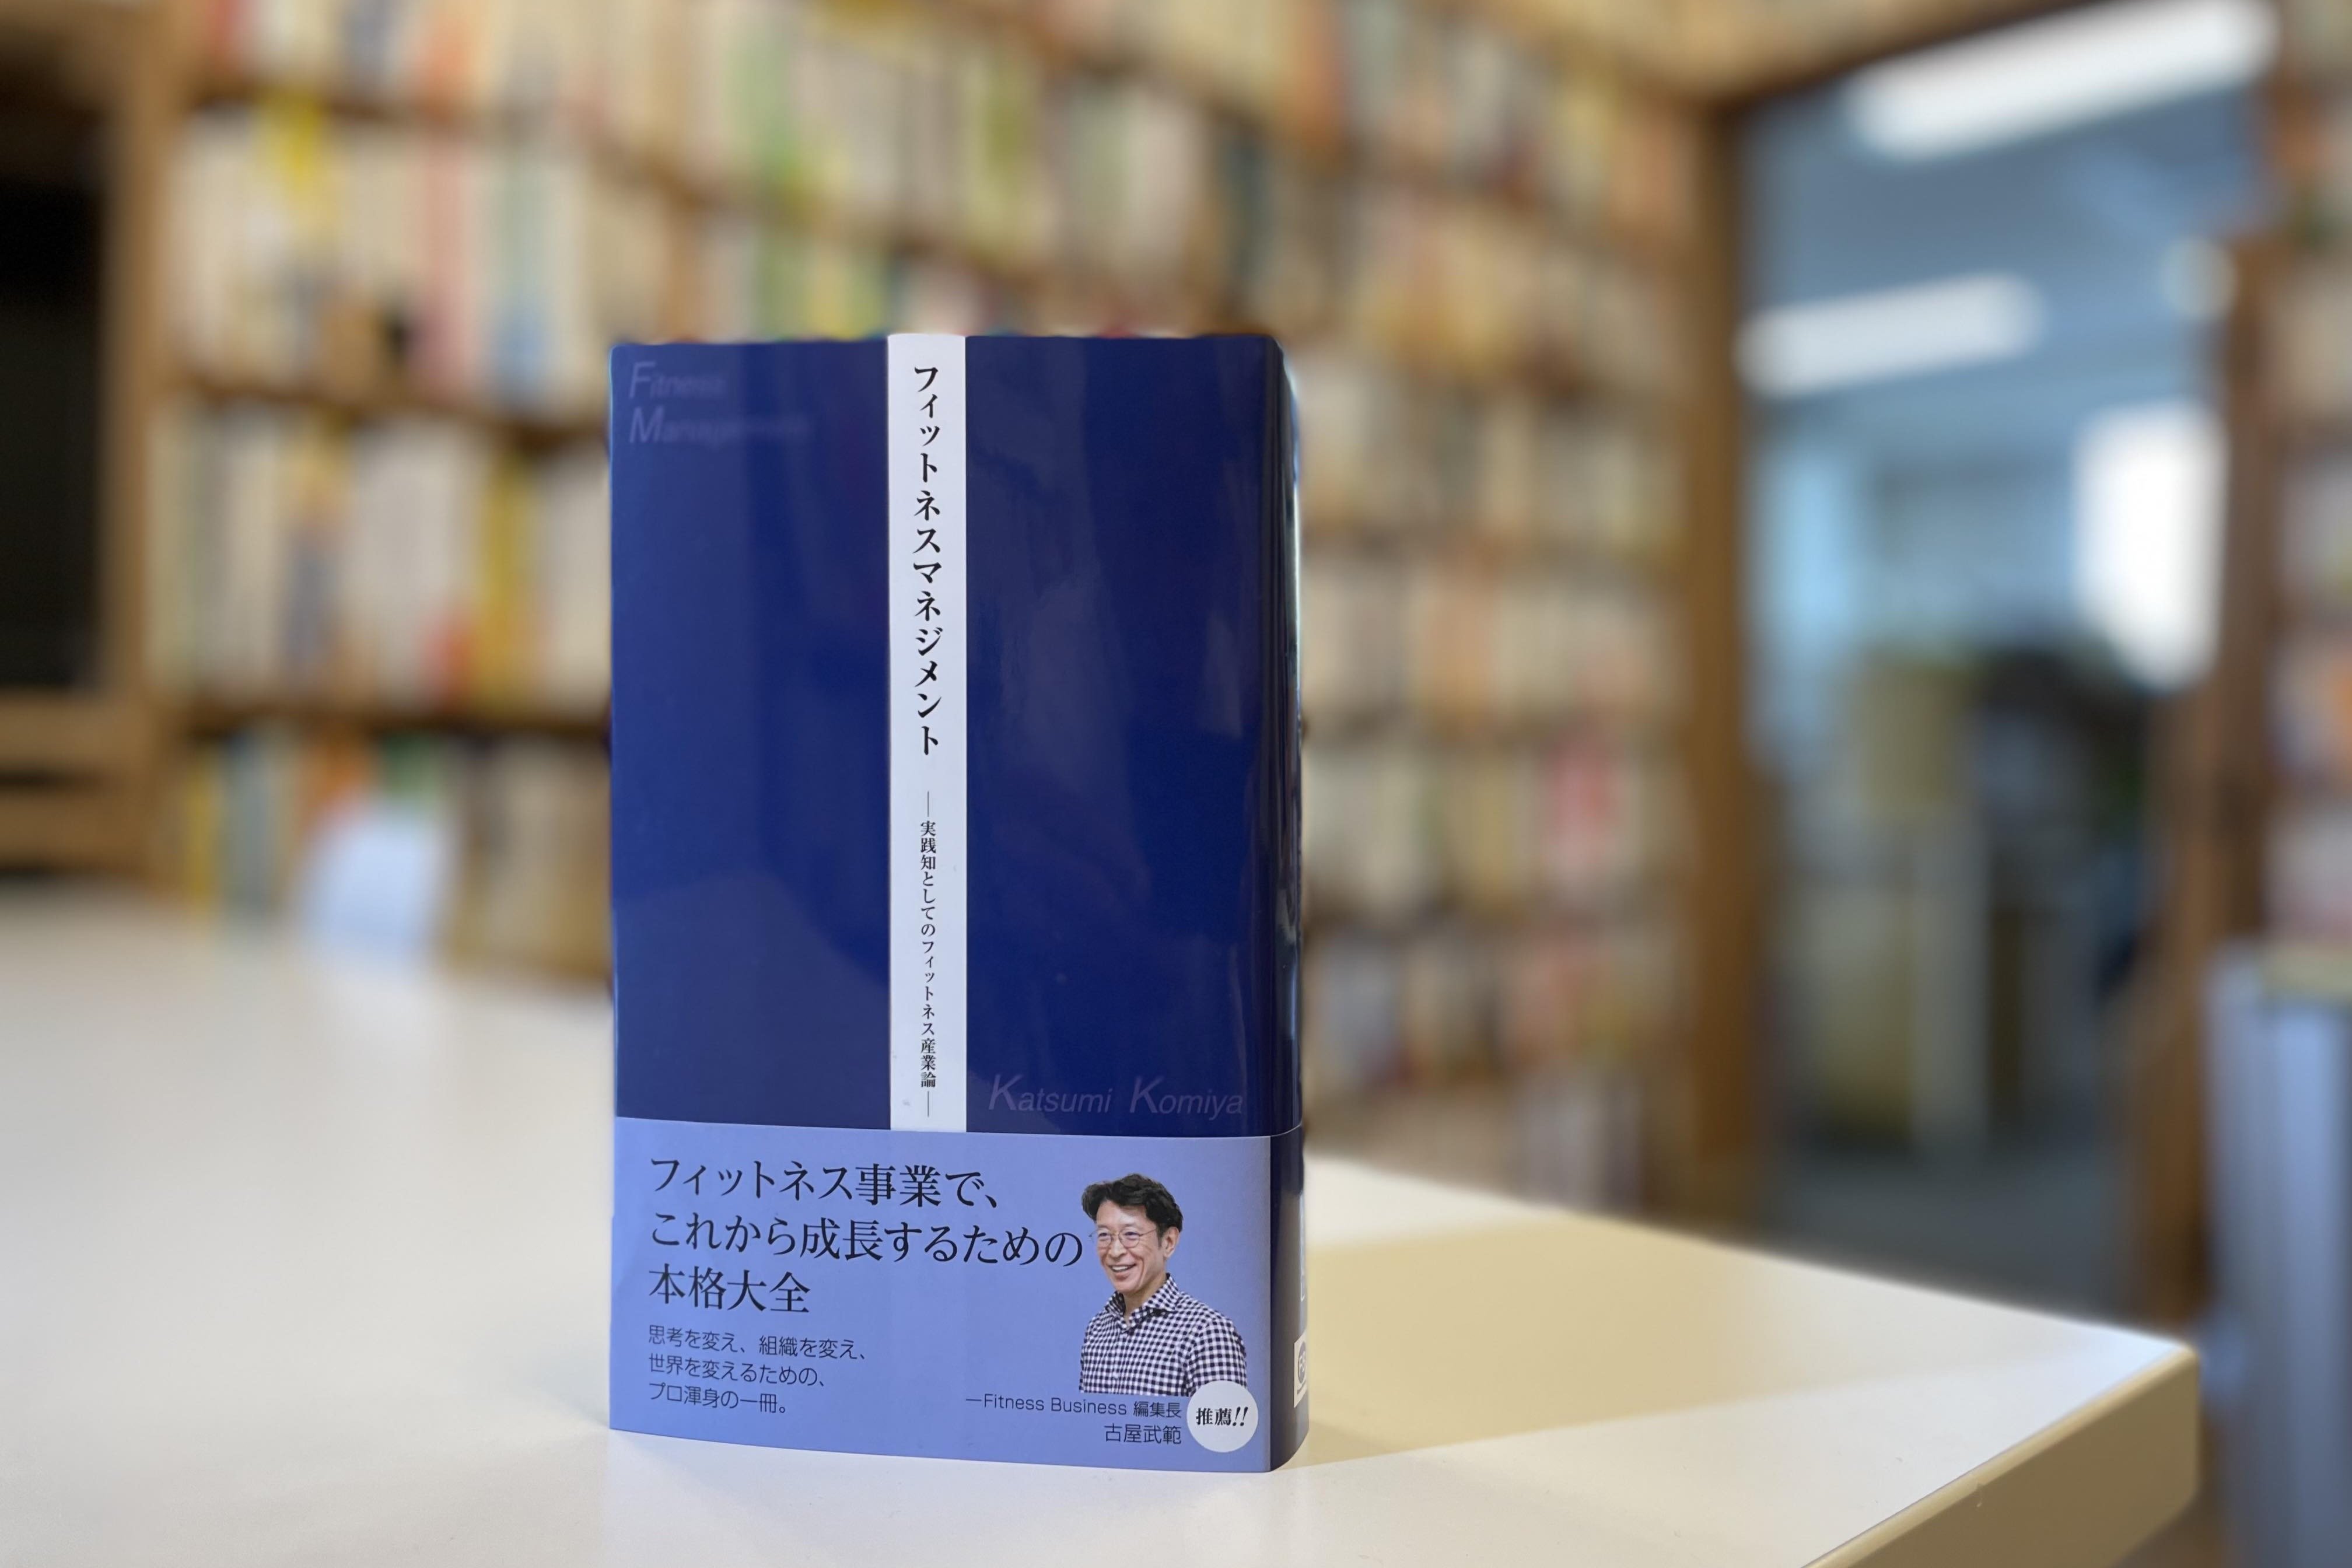 Fitness
Management
フィットネスマネジメント
―実践知としてのフィットネス産業論―
Katsumi Komiya
フィットネス事業で、
これから成長するための
本格大全
思考を変え、組織を変え、
世界を変えるための、
プロ渾身の一冊。
―Fitness Business 編集長
古屋武範
推薦!!